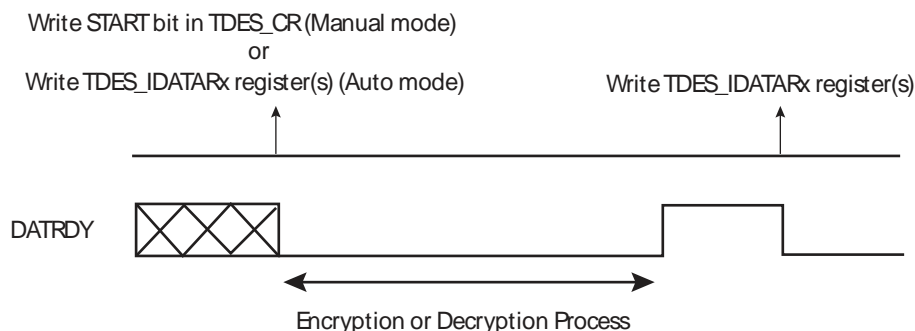 Write START bit in TDES_CR (Manual mode)
or
Write TDES_IDATARx register(s) (Auto mode)
Write TDES_IDATARx register(s)
DATRDY
Encryption or Decryption Process